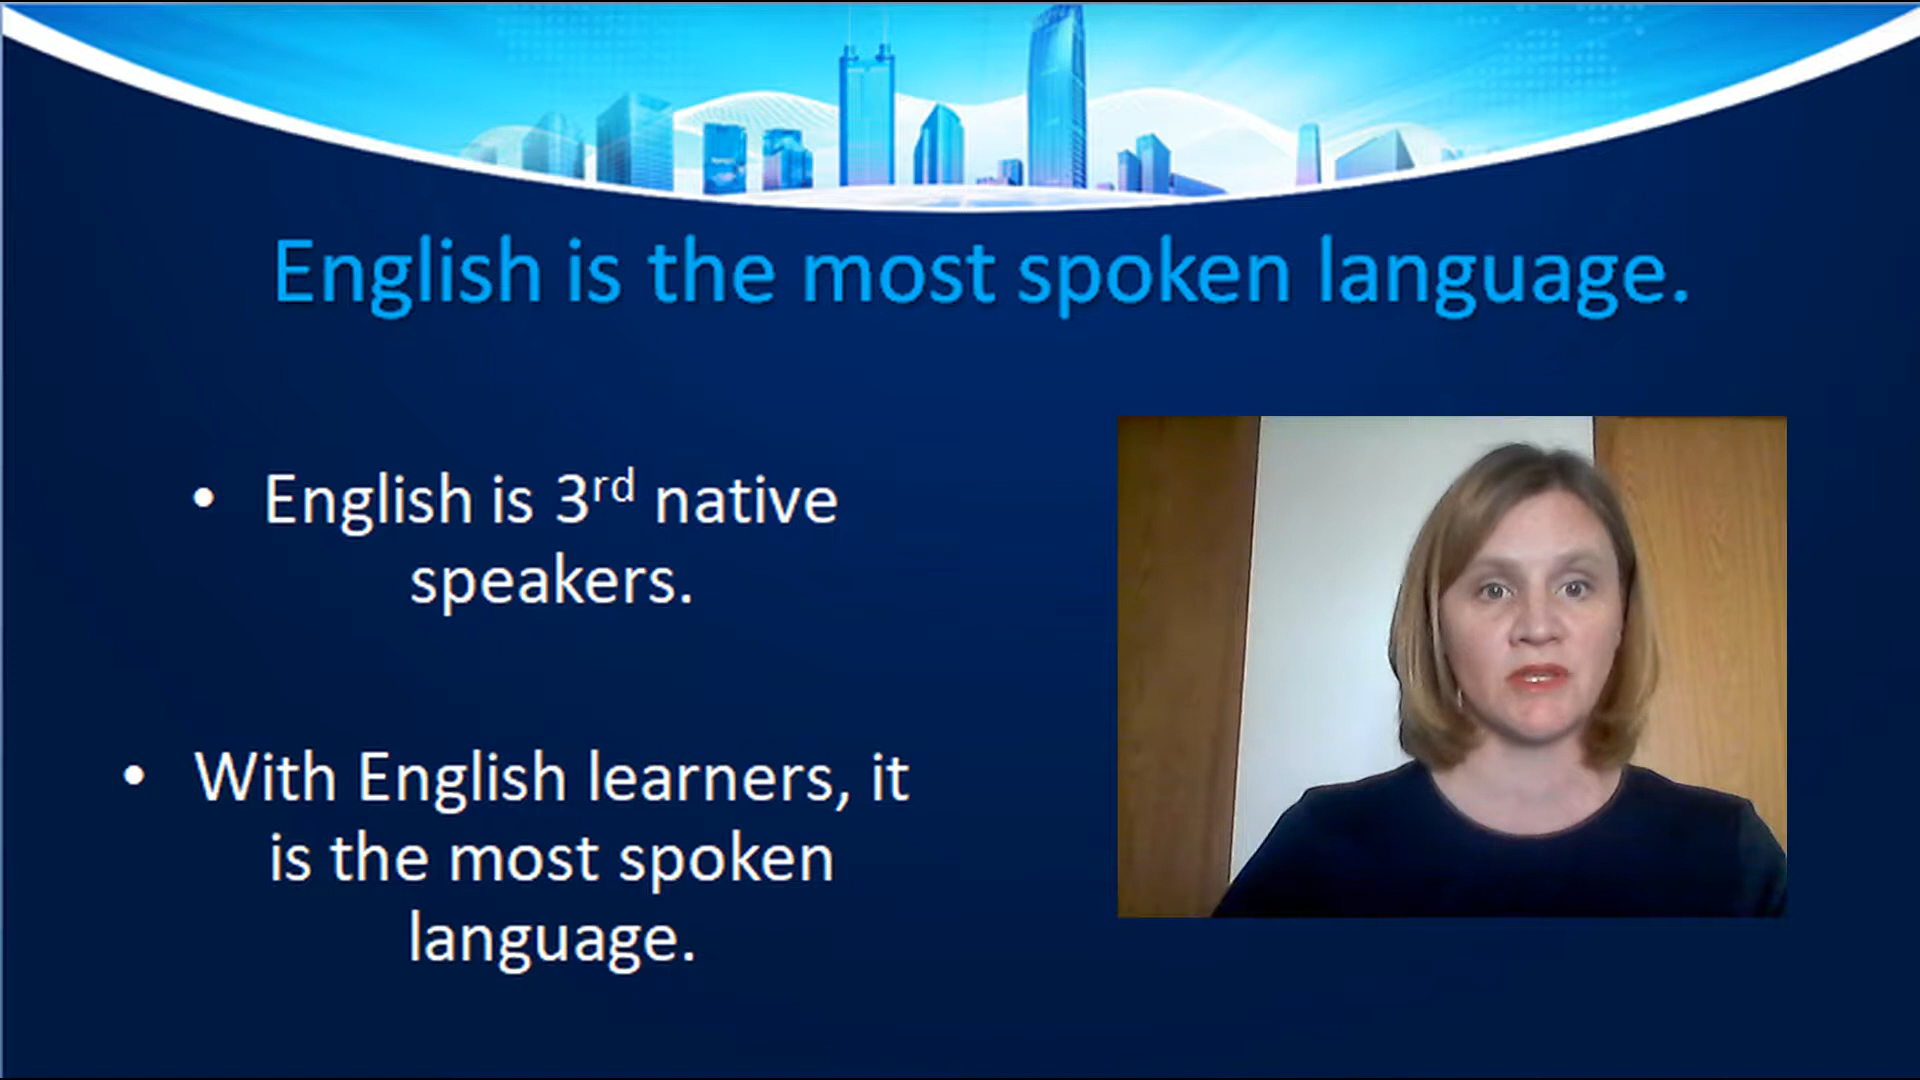 English is the most spoken language.
• English is 3rd native
speakers.
• With English learners, it
is the most spoken
language.